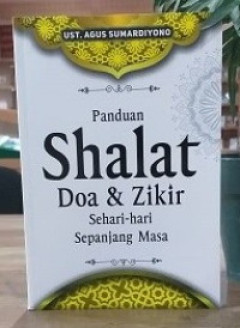 UST. AGUS SUMARDIYONO
Panduan
Shalat
Doa & Zikir
Sehari-hari
Sepanjang Masa